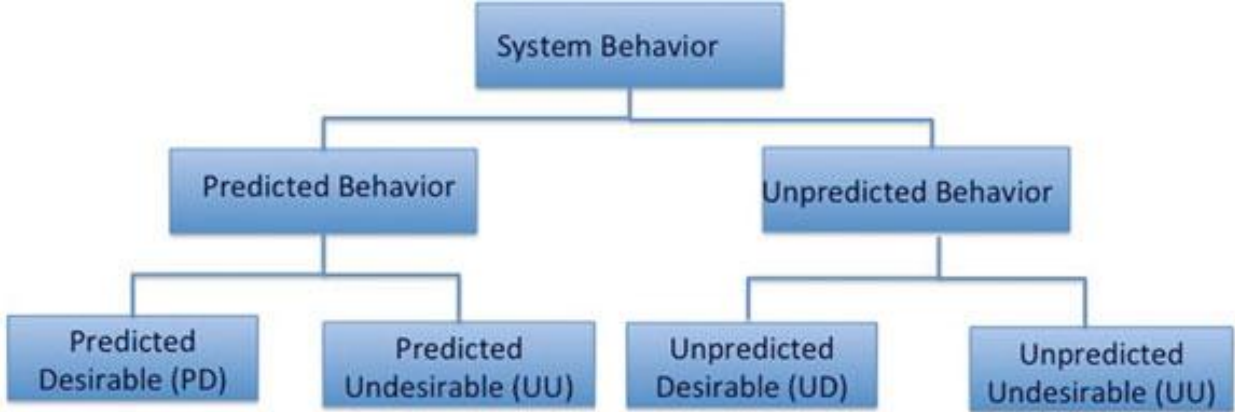 System Behavior
Predicted Behavior
Unpredicted Behavior
Predicted
Desirable (PD)
Predicted
Undesirable (UU)
Unpredicted
Desirable (UD)
Unpredicted
Undesirable (UU)